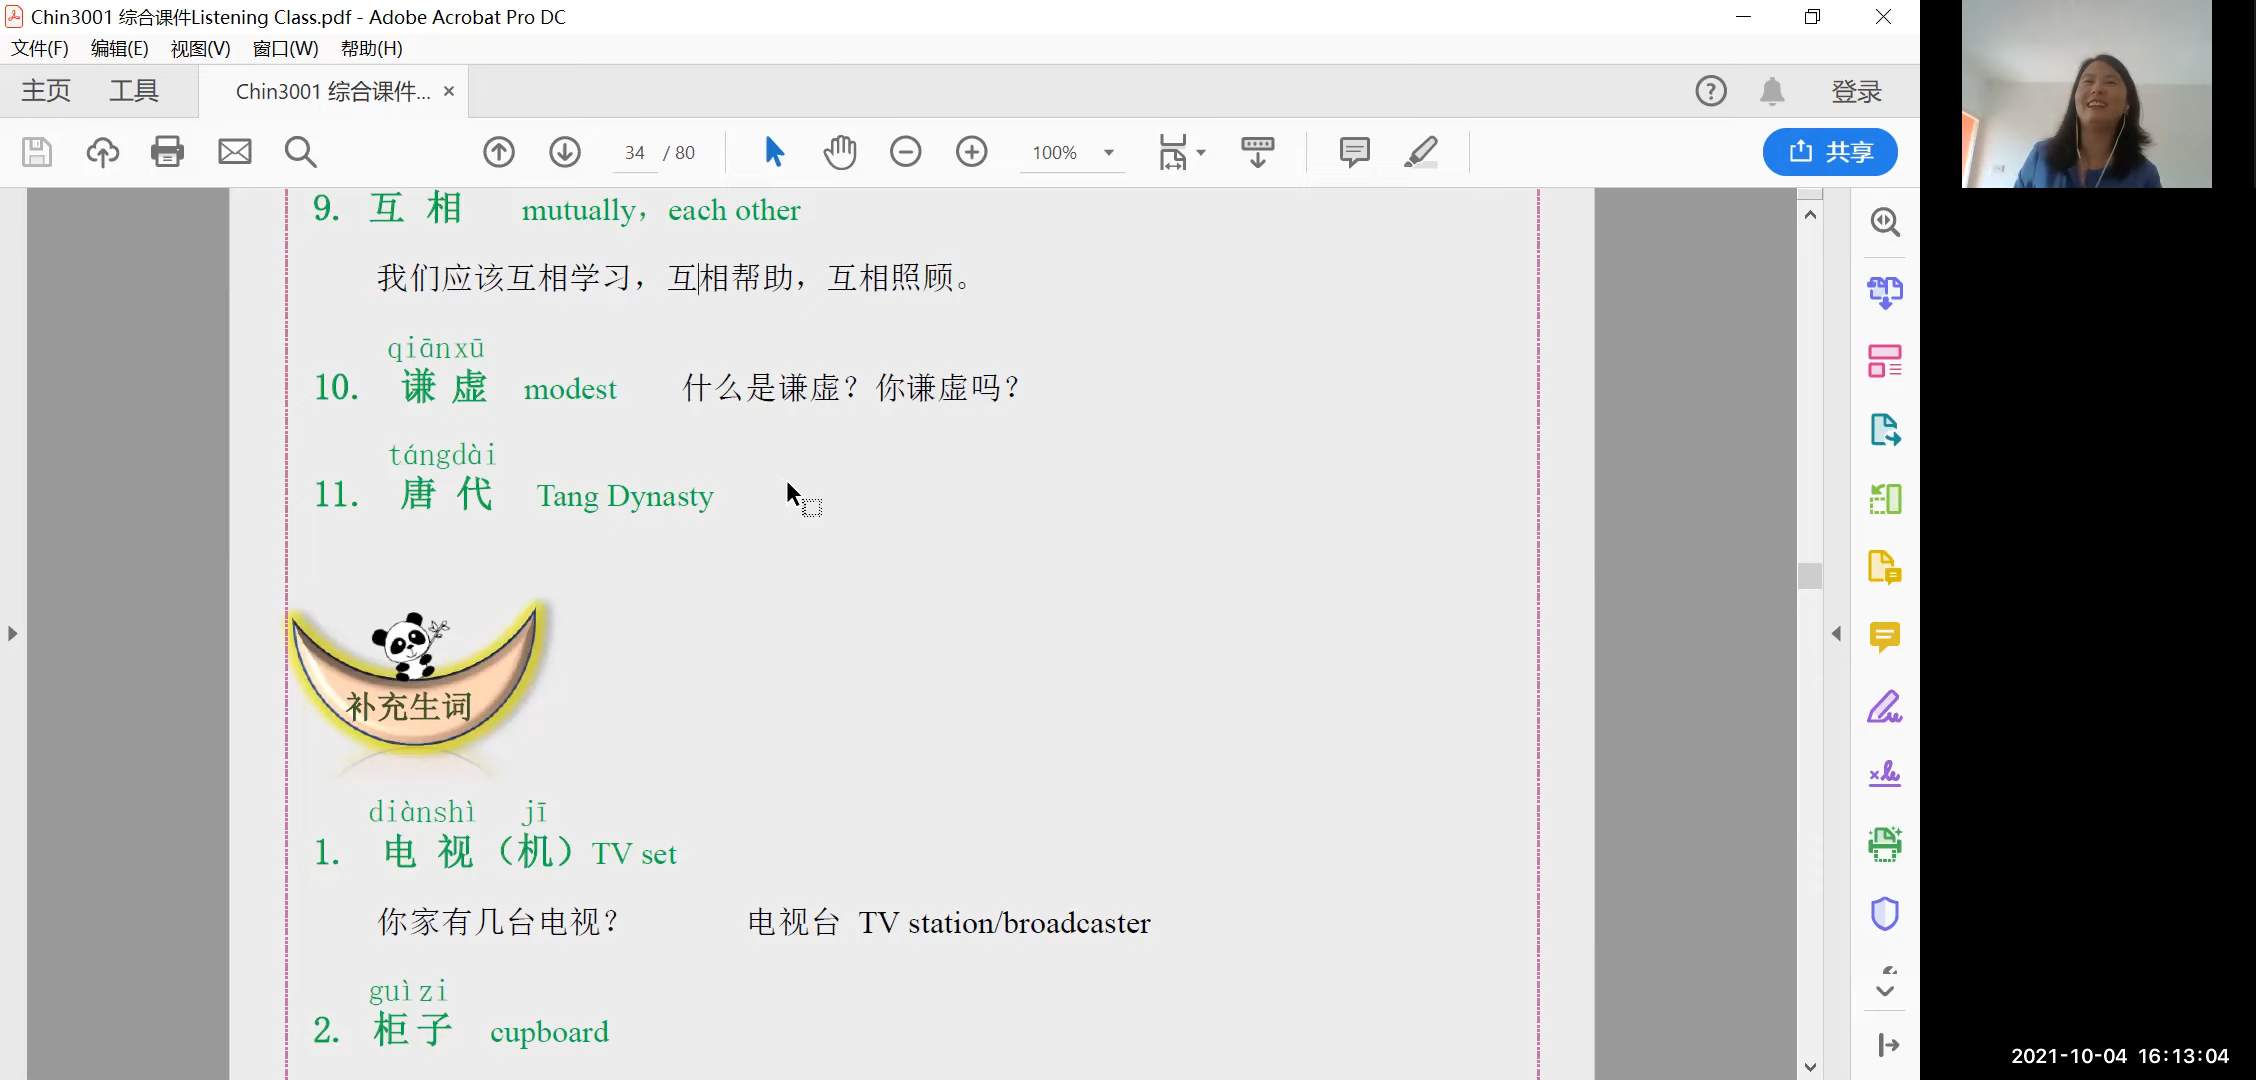 Chin3001 综合课件Listening Class.pdf - Adobe Acrobat Pro DC
文件(F) 编辑(E) 视图(V) 窗口(W) 帮助(H)
主页 工具 Chin3001 综合课件... × 登录
34 / 80 100% 共享
9. 互 相 mutually，each other
我们应该互相学习，互相帮助，互相照顾。
qiānxū
10. 谦 虚 modest 什么是谦虚？你谦虚吗？
tángdài
11. 唐 代 Tang Dynasty
补充生词
diànshì jī
1. 电 视（机）TV set
你家有几台电视？ 电视台 TV station/broadcaster
guìzi
2. 柜子 cupboard
2021-10-04 16:13:04